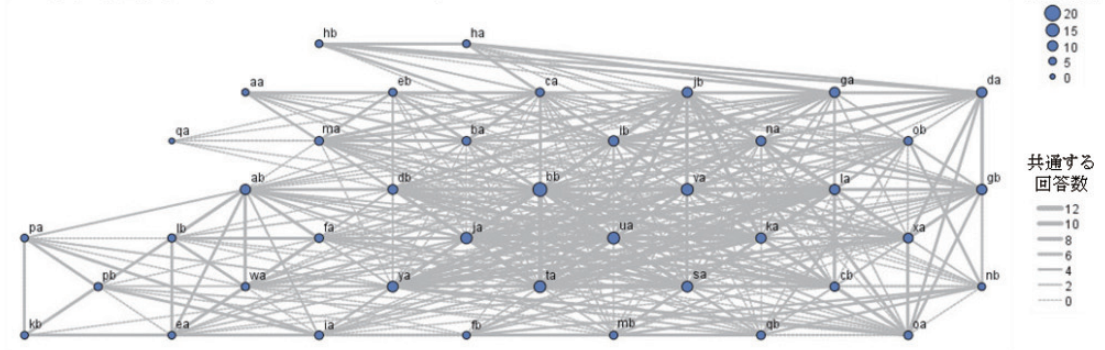 hb
ha
aa
eb
ca
jb
ga
da
qa
ma
ba
ib
na
ob
ab
db
bb
va
la
gb
pa
lb
fa
ja
ua
ka
xa
pb
wa
ya
ta
sa
cb
nb
kb
ea
ia
fb
mb
qb
oa
20
15
10
5
0
共通する
回答数
12
10
8
6
4
2
0